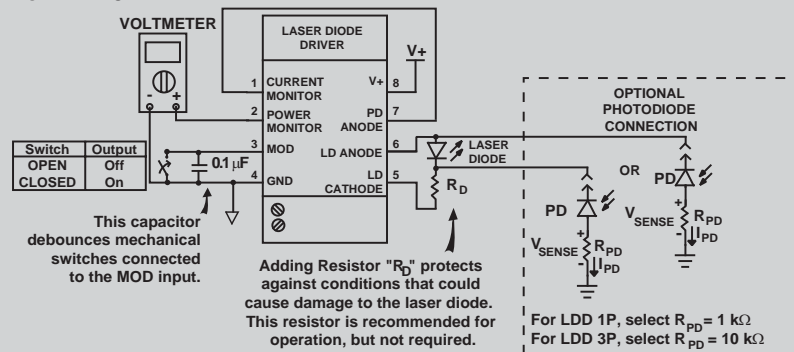 VOLTMETER
LASER DIODE
DRIVER
V+
1 CURRENT
MONITOR
V+ 8
2 POWER
MONITOR
PD 7
ANODE
3 MOD
LD ANODE 6
4 GND
LD 5
CATHODE
- +
Switch Output
OPEN Off
CLOSED On
0.1 µF
This capacitor
debounces mechanical
switches connected
to the MOD input.
LASER
DIODE
R_D
Adding Resistor "R_D" protects
against conditions that could
cause damage to the laser diode.
This resistor is recommended for
operation, but not required.
OPTIONAL
PHOTODIODE
CONNECTION
OR
PD
+
V_SENSE R_PD
- I_PD
PD
+
V_SENSE R_PD
- I_PD
For LDD 1P, select R_PD = 1 kΩ
For LDD 3P, select R_PD = 10 kΩ